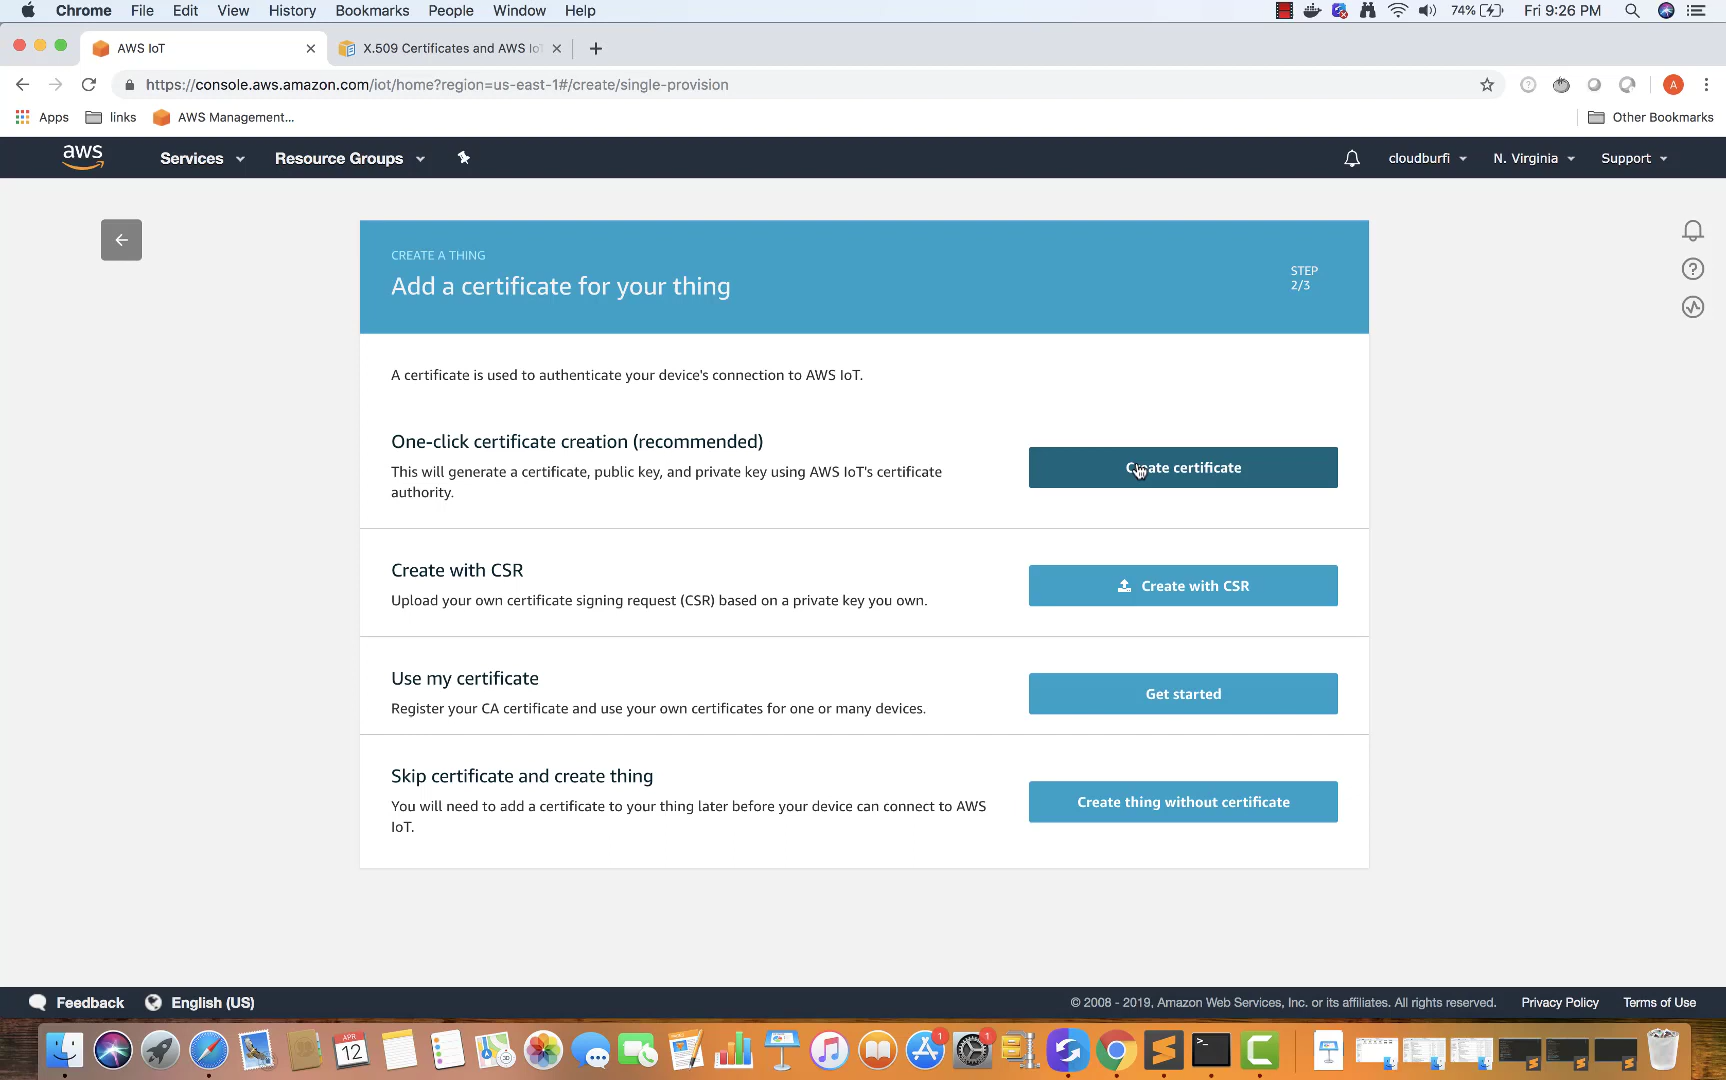 Chrome File Edit View History Bookmarks People Window Help 74% Fri 9:26 PM
AWS IoT X.509 Certificates and AWS IoT
https://console.aws.amazon.com/iot/home?region=us-east-1#/create/single-provision A
Apps links AWS Management... Other Bookmarks
aws Services Resource Groups cloudburfi N. Virginia Support
CREATE A THING
Add a certificate for your thing
STEP
2/3
A certificate is used to authenticate your device's connection to AWS IoT.
One-click certificate creation (recommended)
This will generate a certificate, public key, and private key using AWS IoT's certificate
authority.
Create certificate
Create with CSR
Upload your own certificate signing request (CSR) based on a private key you own.
Create with CSR
Use my certificate
Register your CA certificate and use your own certificates for one or many devices.
Get started
Skip certificate and create thing
You will need to add a certificate to your thing later before your device can connect to AWS
IoT.
Create thing without certificate
Feedback English (US) © 2008 - 2019, Amazon Web Services, Inc. or its affiliates. All rights reserved. Privacy Policy Terms of Use
APR
12
3D
1
1
>_